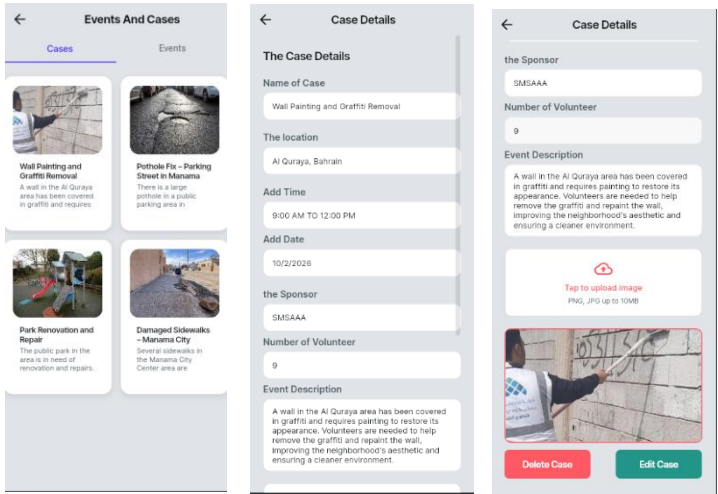 Events And Cases
Cases
Events
Wall Painting and
Graffiti Removal
A wall in the Al Quraya
area has been covered
in graffiti and requires
Pothole Fix – Parking
Street in Manama
There is a large
pothole in a public
parking area in
Park Renovation and
Repair
The public park in the
area is in need of
renovation and repairs.
Damaged Sidewalks
– Manama City
Several sidewalks in
the Manama City
Center area are
Case Details
The Case Details
Name of Case
Wall Painting and Graffiti Removal
The location
Al Quraya, Bahrain
Add Time
9:00 AM TO 12:00 PM
Add Date
10/2/2026
the Sponsor
SMSAAA
Number of Volunteer
9
Event Description
A wall in the Al Quraya area has been covered
in graffiti and requires painting to restore its
appearance. Volunteers are needed to help
remove the graffiti and repaint the wall,
improving the neighborhood's aesthetic and
ensuring a cleaner environment.
Case Details
the Sponsor
SMSAAA
Number of Volunteer
9
Event Description
A wall in the Al Quraya area has been covered
in graffiti and requires painting to restore its
appearance. Volunteers are needed to help
remove the graffiti and repaint the wall,
improving the neighborhood's aesthetic and
ensuring a cleaner environment.
Tap to upload image
PNG, JPG up to 10MB
Delete Case
Edit Case